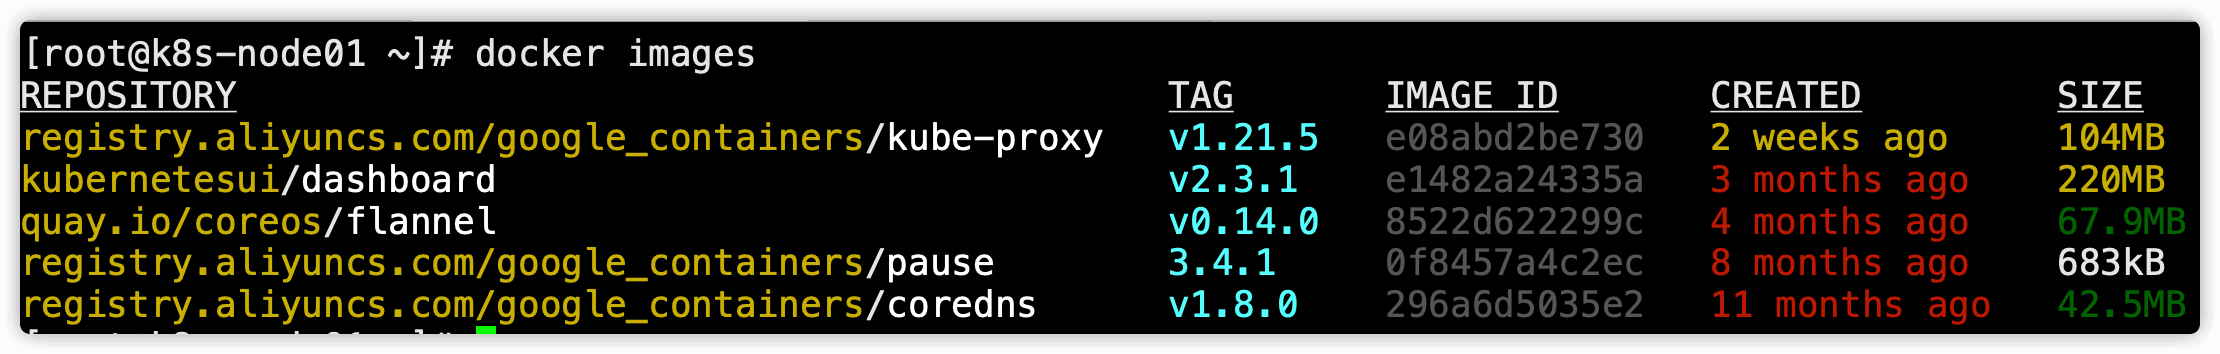 [root@k8s-node01 ~]# docker images
REPOSITORY TAG IMAGE ID CREATED SIZE
registry.aliyuncs.com/google_containers/kube-proxy v1.21.5 e08abd2be730 2 weeks ago 104MB
kubernetesui/dashboard v2.3.1 e1482a24335a 3 months ago 220MB
quay.io/coreos/flannel v0.14.0 8522d622299c 4 months ago 67.9MB
registry.aliyuncs.com/google_containers/pause 3.4.1 0f8457a4c2ec 8 months ago 683kB
registry.aliyuncs.com/google_containers/coredns v1.8.0 296a6d5035e2 11 months ago 42.5MB
[root@k8s-node01 ~]#